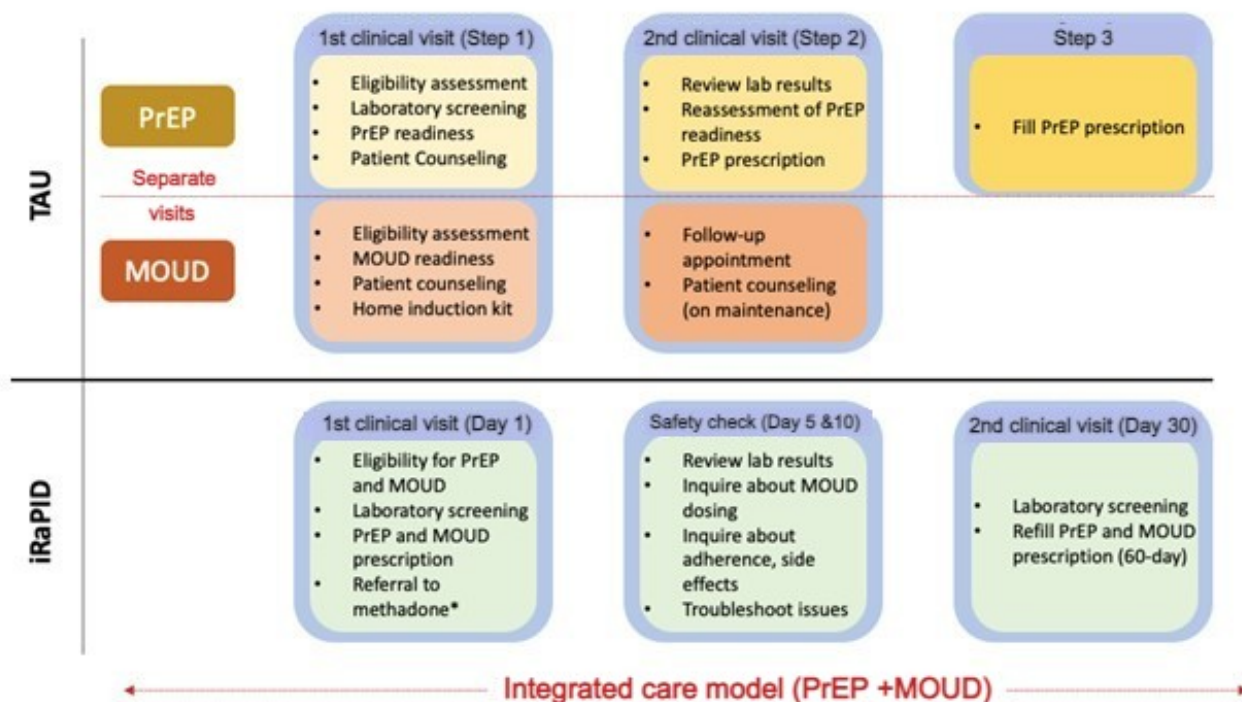 TAU
PrEP
Separate
visits
MOUD
1st clinical visit (Step 1)
• Eligibility assessment
• Laboratory screening
• PrEP readiness
• Patient Counseling
• Eligibility assessment
• MOUD readiness
• Patient counseling
• Home induction kit
2nd clinical visit (Step 2)
• Review lab results
• Reassessment of PrEP
readiness
• PrEP prescription
• Follow-up
appointment
• Patient counseling
(on maintenance)
Step 3
• Fill PrEP prescription
iRaPID
1st clinical visit (Day 1)
• Eligibility for PrEP
and MOUD
• Laboratory screening
• PrEP and MOUD
prescription
• Referral to
methadone*
Safety check (Day 5 &10)
• Review lab results
• Inquire about MOUD
dosing
• Inquire about
adherence, side
effects
• Troubleshoot issues
2nd clinical visit (Day 30)
• Laboratory screening
• Refill PrEP and MOUD
prescription (60-day)
Integrated care model (PrEP +MOUD)